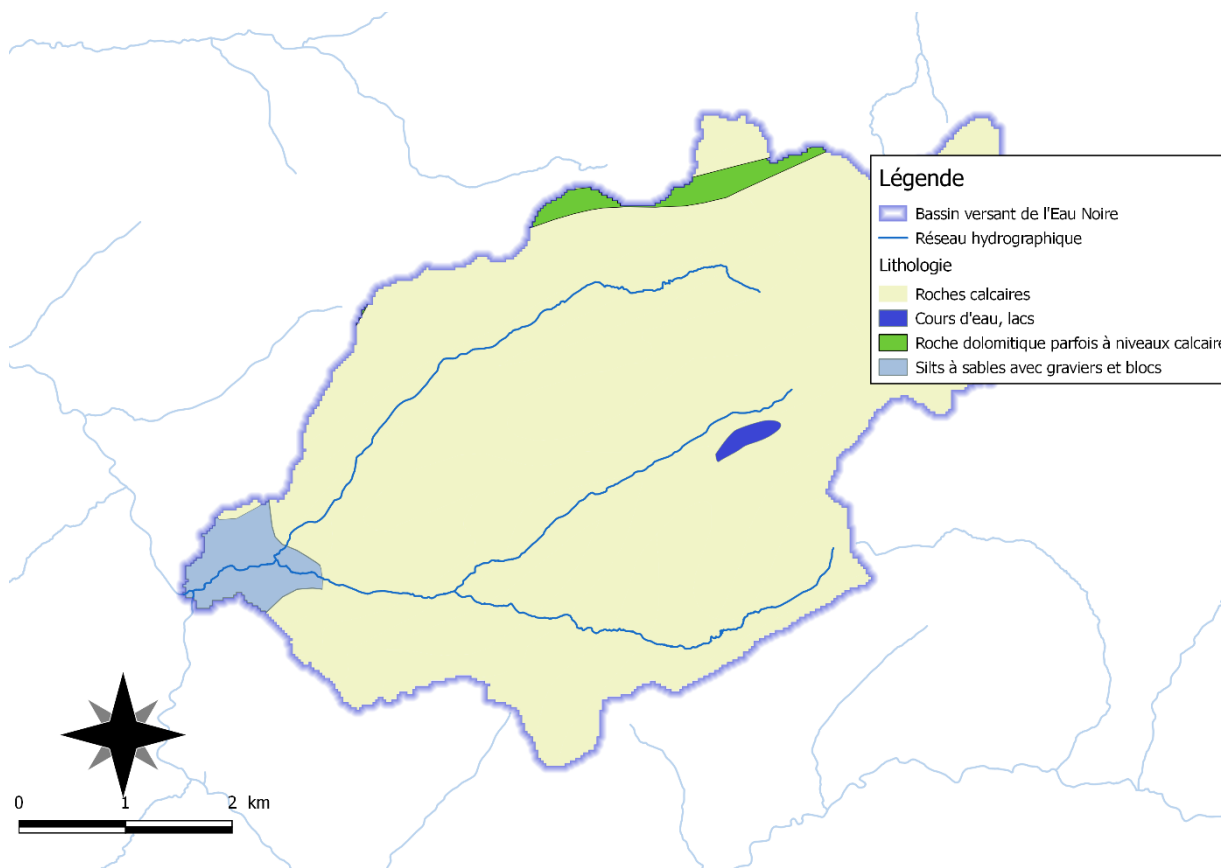 Légende
Bassin versant de l'Eau Noire
Réseau hydrographique
Lithologie
Roches calcaires
Cours d'eau, lacs
Roche dolomitique parfois à niveaux calcaire
Silts à sables avec graviers et blocs
0 1 2 km